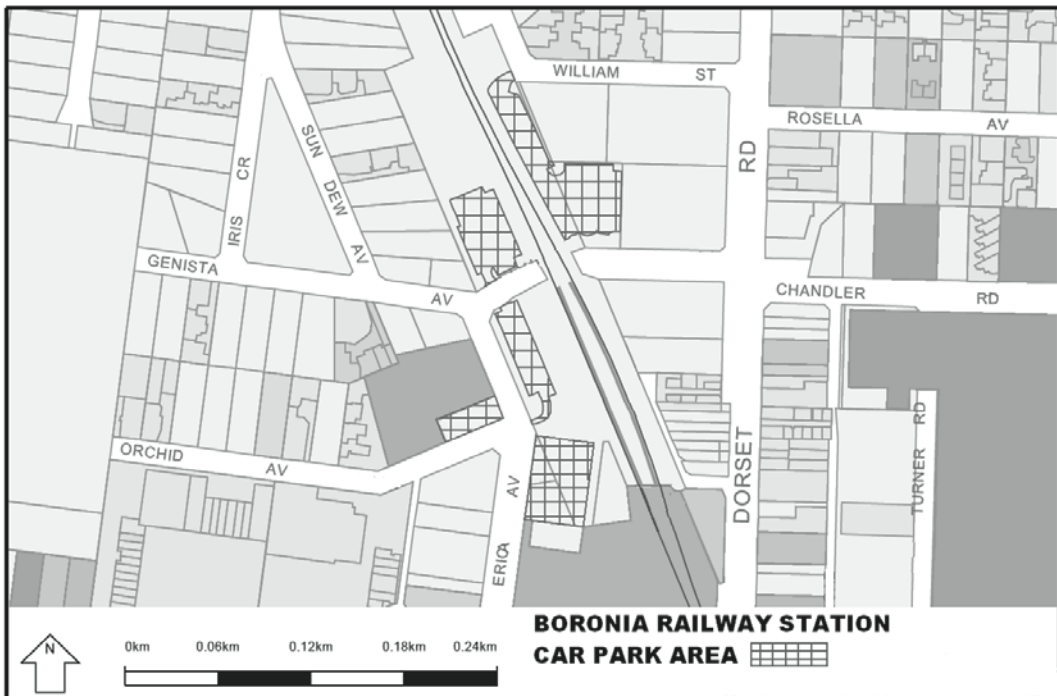 WILLIAM ST
ROSELLA AV
RD
SUN DEW AV
IRIS CR
GENISTA AV
CHANDLER RD
ORCHID AV
ERICA AV
DORSET
TURNER RD
N
0km 0.06km 0.12km 0.18km 0.24km
BORONIA RAILWAY STATION
CAR PARK AREA